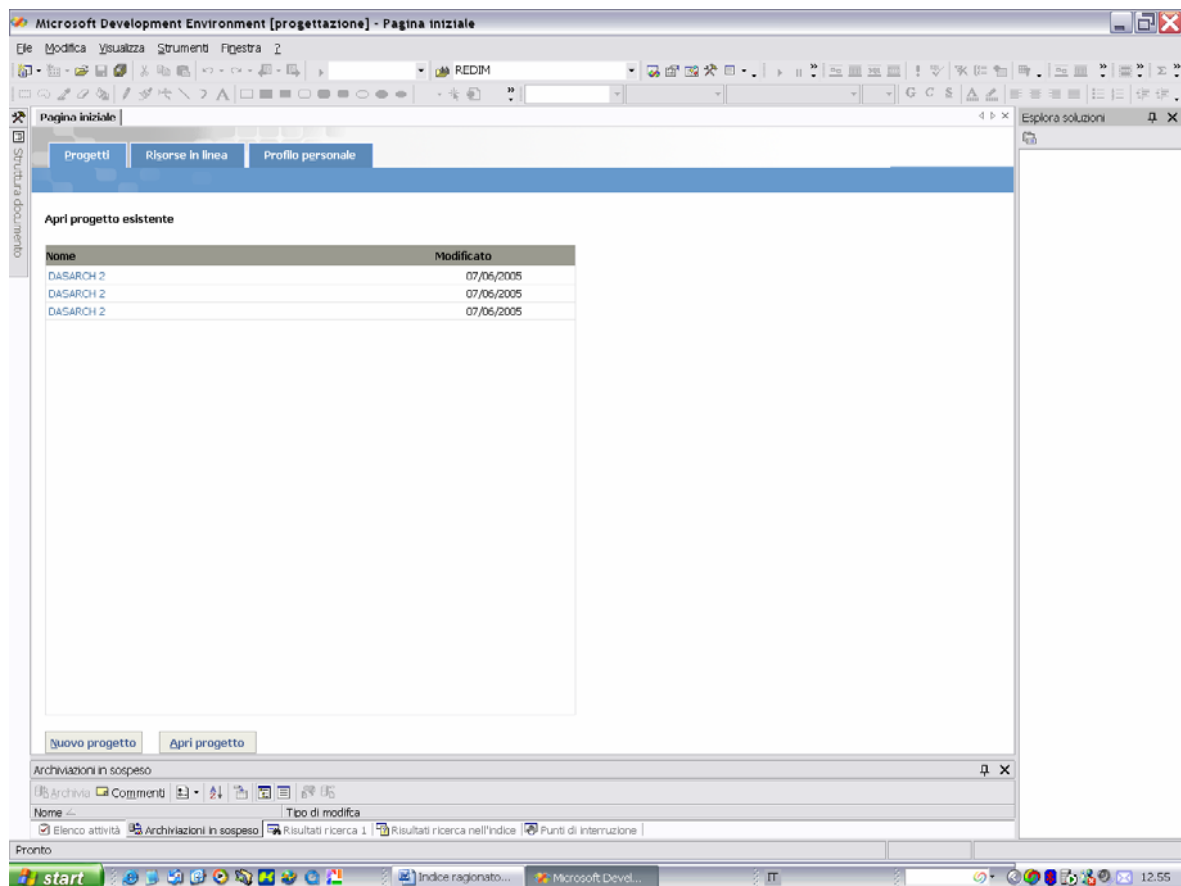 Microsoft Development Environment [progettazione] - Pagina iniziale
File Modifica Visualizza Strumenti Finestra ?
REDIM
G C S A
Pagina iniziale
Esplora soluzioni
Struttura documento
Progetti Risorse in linea Profilo personale
Apri progetto esistente
Nome Modificato
DASARCH 2 07/06/2005
DASARCH 2 07/06/2005
DASARCH 2 07/06/2005
Nuovo progetto Apri progetto
Archiviazioni in sospeso
Archivia Commenti
Nome Tipo di modifica
Elenco attività Archiviazioni in sospeso Risultati ricerca 1 Risultati ricerca nell'indice Punti di interruzione
Pronto
start Indice ragionato... Microsoft Devel... IT 12.55